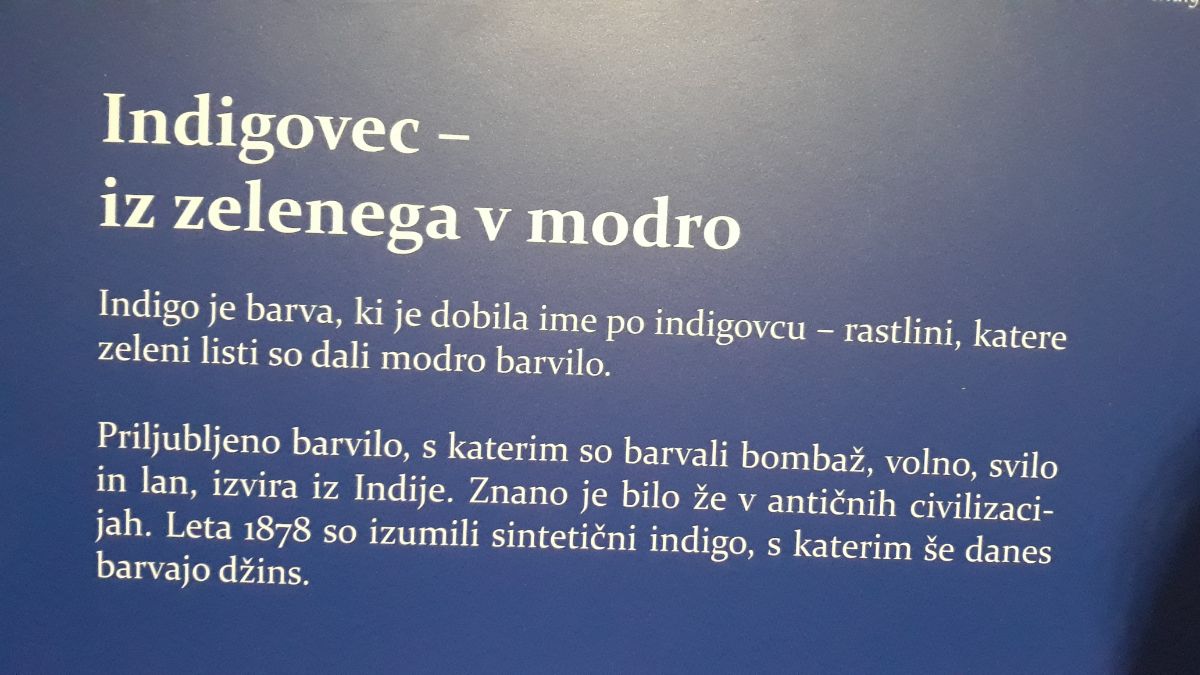 Indigovec –
iz zelenega v modro
Indigo je barva, ki je dobila ime po indigovcu – rastlini, katere
zeleni listi so dali modro barvilo.
Priljubljeno barvilo, s katerim so barvali bombaž, volno, svilo
in lan, izvira iz Indije. Znano je bilo že v antičnih civilizaci-
jah. Leta 1878 so izumili sintetični indigo, s katerim še danes
barvajo džins.